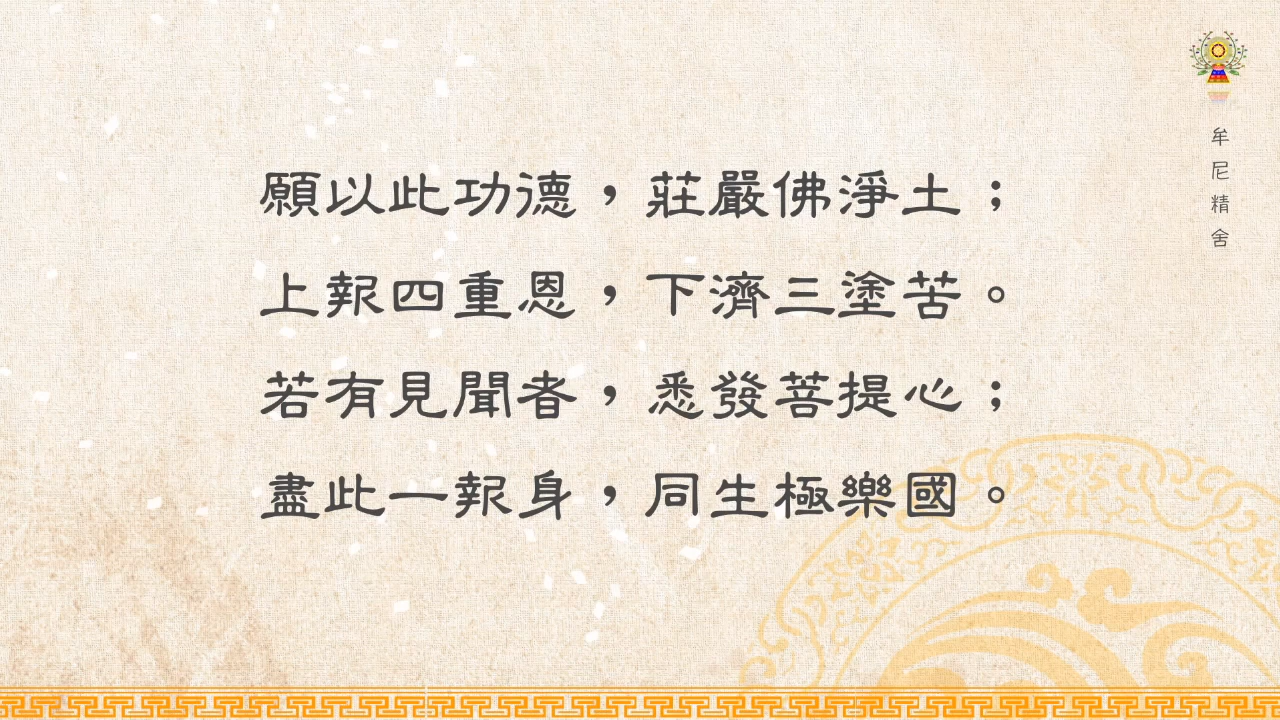 願以此功德，莊嚴佛淨土；
上報四重恩，下濟三塗苦。
若有見聞者，悉發菩提心；
盡此一報身，同生極樂國。
牟尼精舍